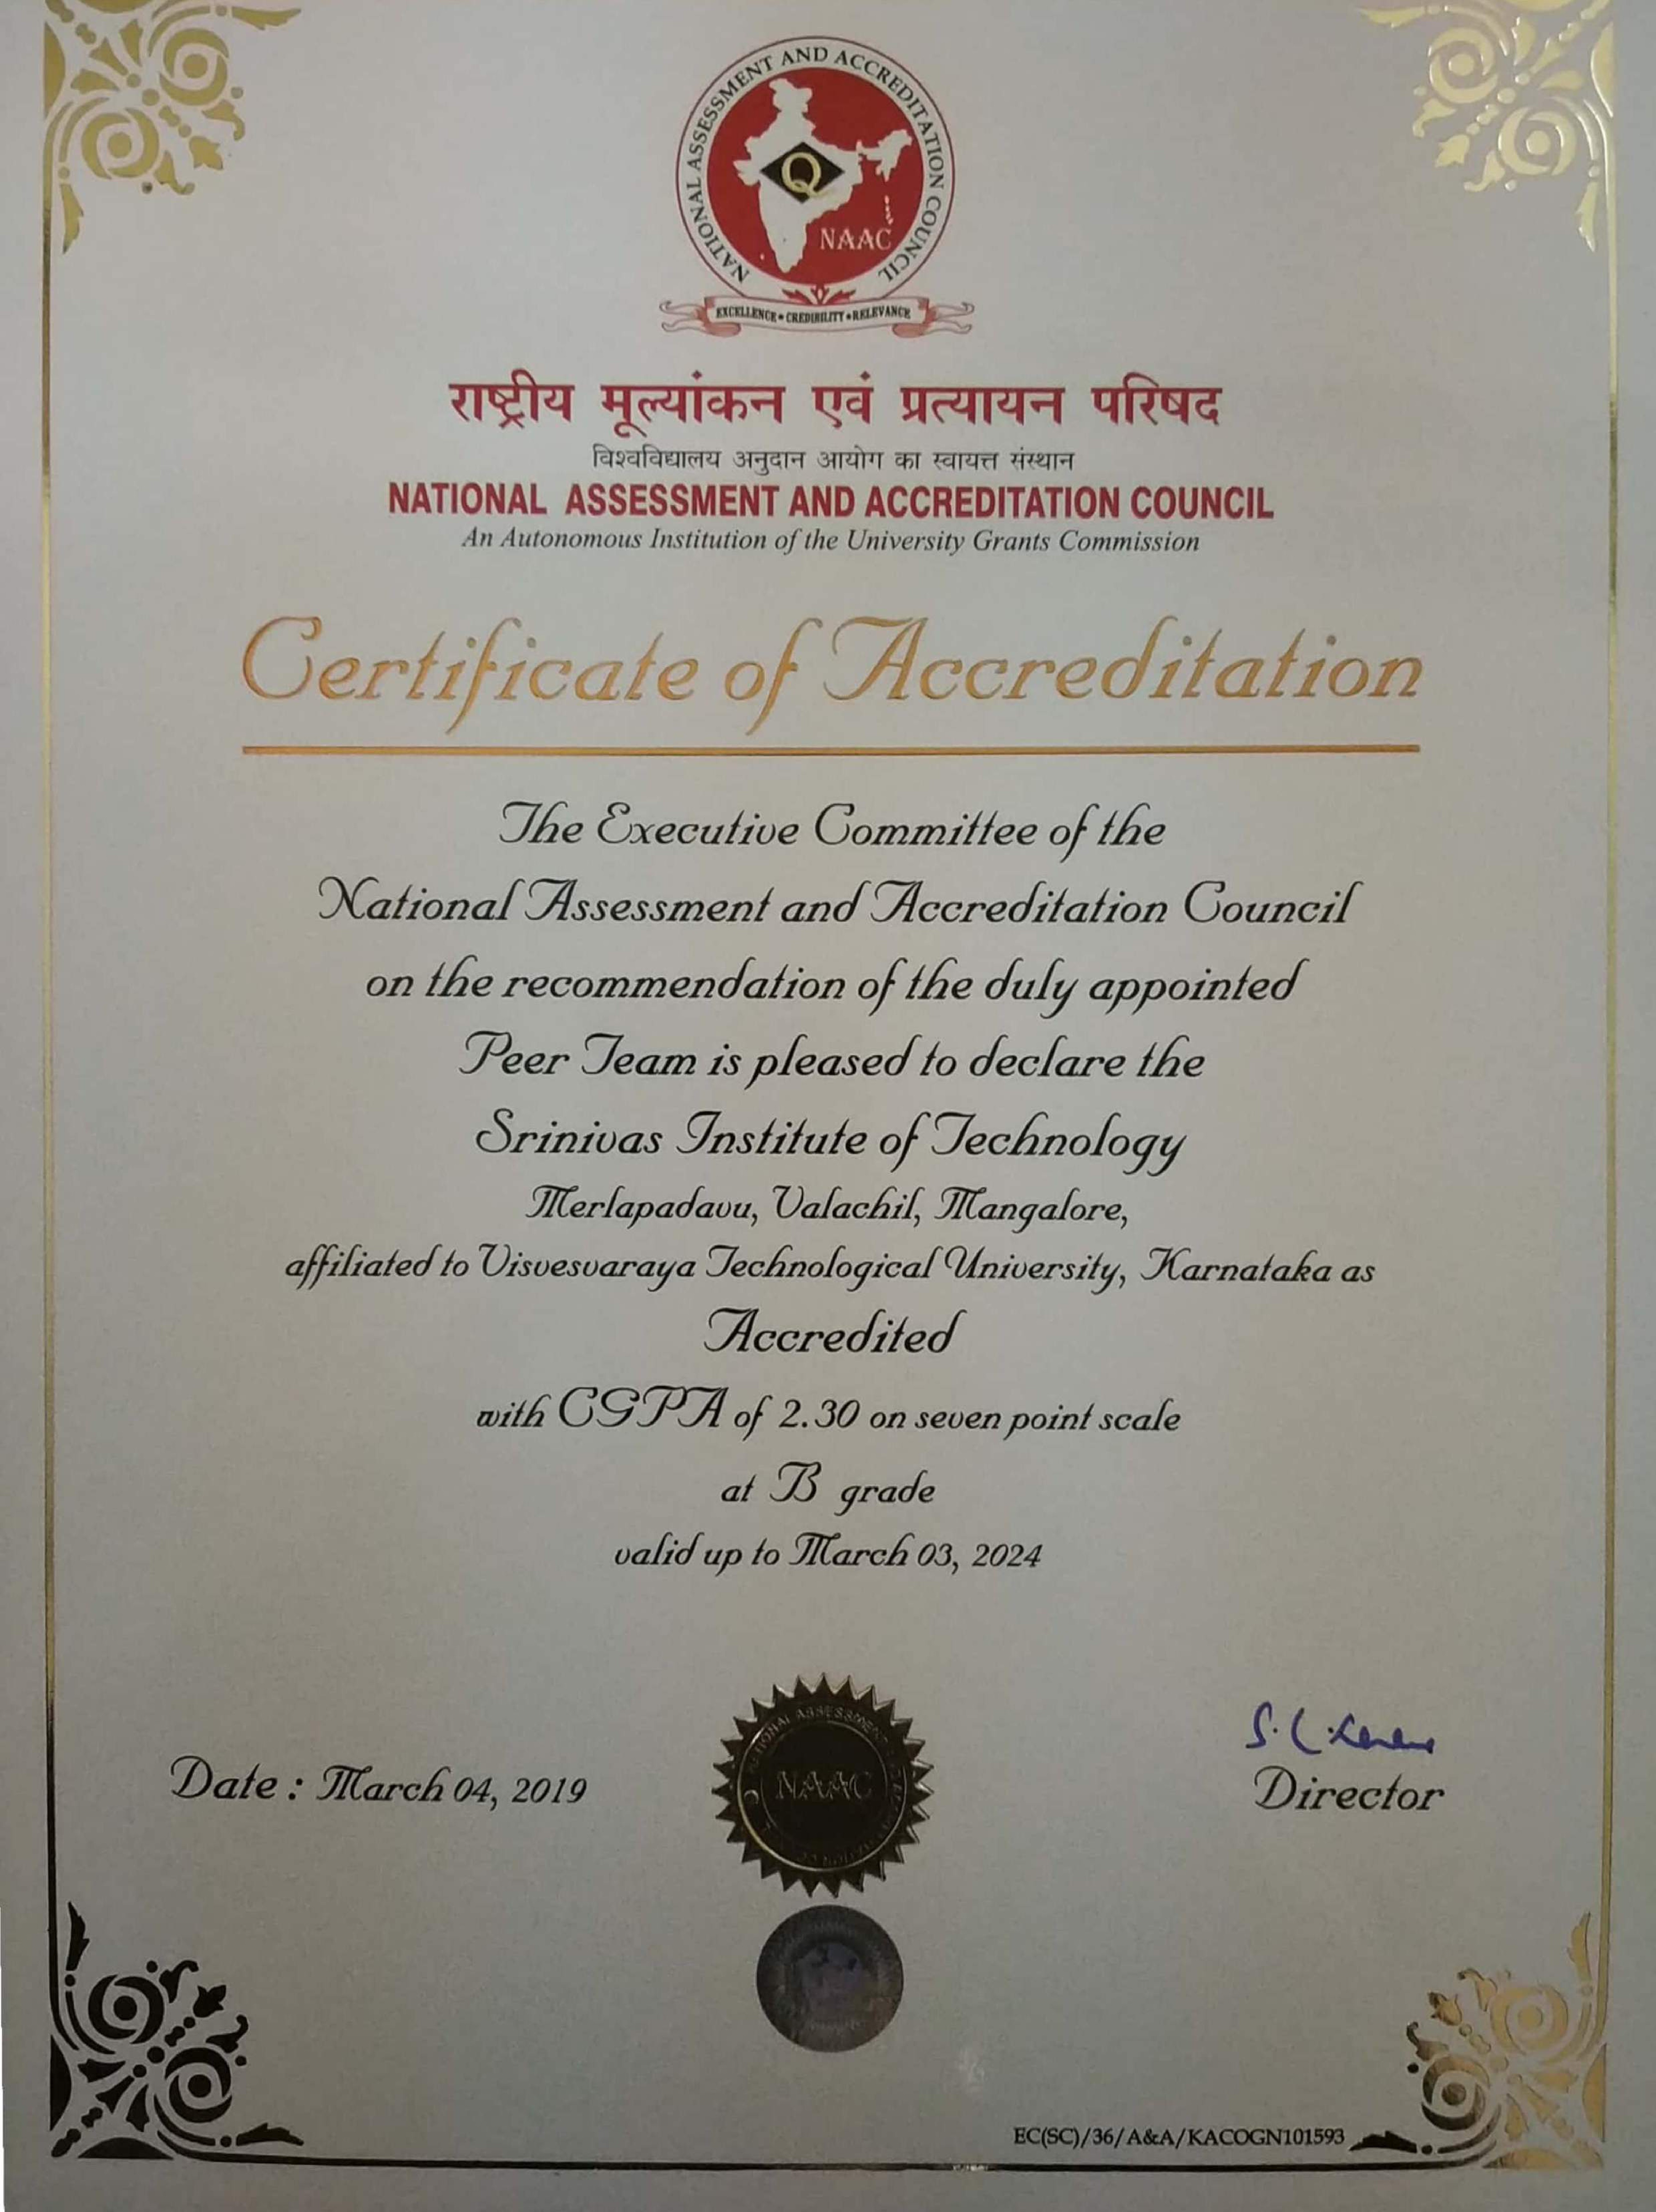 NATIONAL ASSESSMENT AND ACCREDITATION COUNCIL
Q
NAAC
EXCELLENCE • CREDIBILITY • RELEVANCE
राष्ट्रीय मूल्यांकन एवं प्रत्यायन परिषद
विश्वविद्यालय अनुदान आयोग का स्वायत्त संस्थान
NATIONAL ASSESSMENT AND ACCREDITATION COUNCIL
An Autonomous Institution of the University Grants Commission
Certificate of Accreditation
The Executive Committee of the
National Assessment and Accreditation Council
on the recommendation of the duly appointed
Peer Team is pleased to declare the
Srinivas Institute of Technology
Merlapadavu, Valachil, Mangalore,
affiliated to Visvesvaraya Technological University, Karnataka as
Accredited
with CGPA of 2.30 on seven point scale
at B grade
valid up to March 03, 2024
NATIONAL ASSESSMENT
NAAC
Date : March 04, 2019
Director
EC(SC)/36/A&A/KACOGN101593